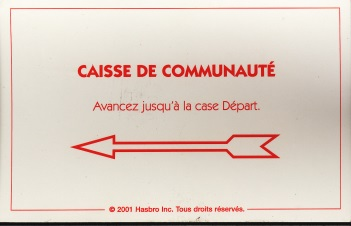 CAISSE DE COMMUNAUTÉ
Avancez jusqu'à la case Départ.
© 2001 Hasbro Inc. Tous droits réservés.